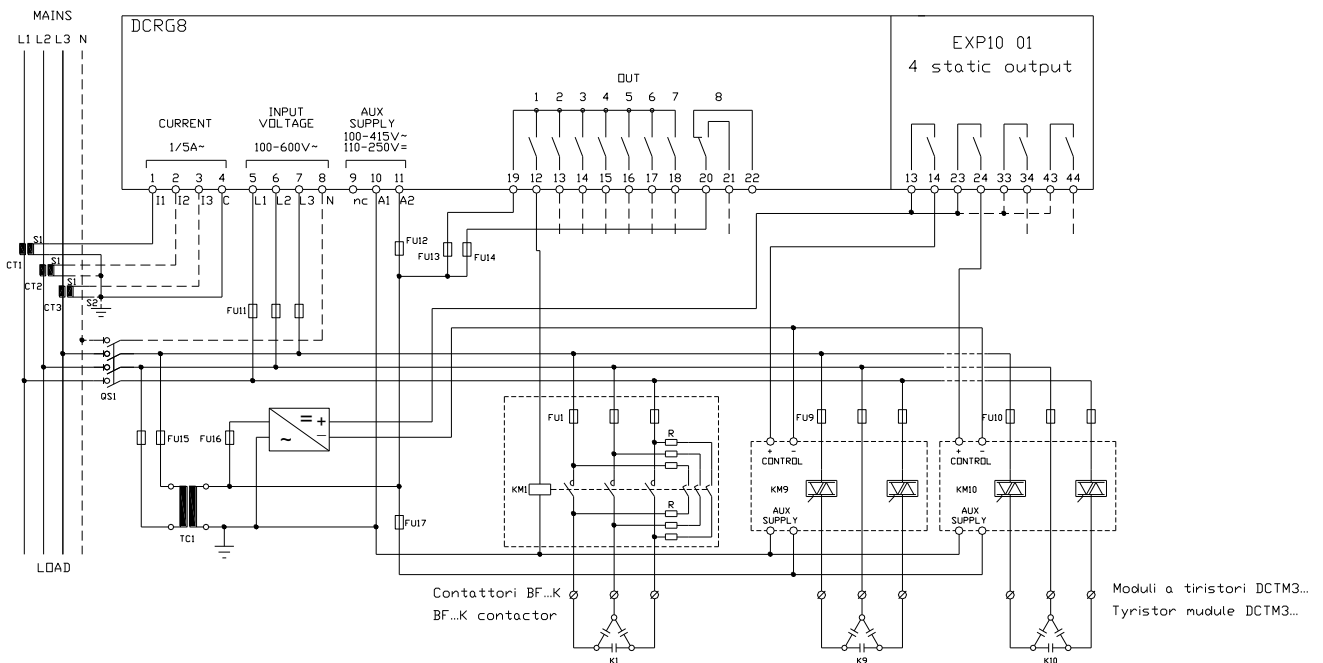 MAINS
L1 L2 L3 N
DCRG8
EXP10 01
4 static output
OUT
1 2 3 4 5 6 7 8
CURRENT
1/5A~
INPUT
VOLTAGE
100-600V~
AUX
SUPPLY
100-415V~
110-250V=
1 2 3 4 5 6 7 8 9 10 11 19 12 13 14 15 16 17 18 20 21 22 13 14 23 24 33 34 43 44
I1 I2 I3 C L1 L2 L3 N nc A1 A2
S1
CT1
S1
CT2
S1
CT3
S2
FU12
FU13
FU14
FU11
QS1
FU15
FU16
= +
~ -
TC1
FU17
FU1
R
KM1
R
FU9
+ -
CONTROL
KM9
AUX
SUPPLY
FU10
+ -
CONTROL
KM10
AUX
SUPPLY
LOAD
Contattori BF...K
BF...K contactor
Moduli a tiristori DCTM3...
Tyristor mudule DCTM3...
K1
K9
K10